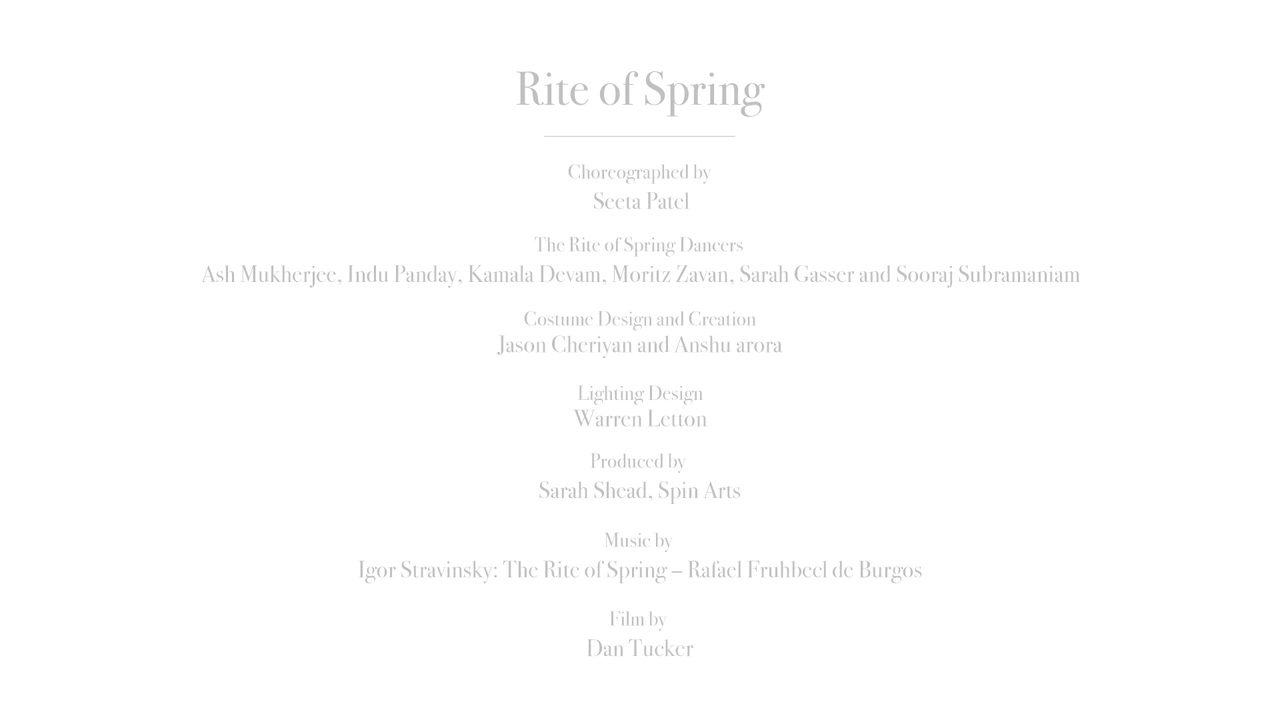 Rite of Spring
Choreographed by
Seeta Patel
The Rite of Spring Dancers
Ash Mukherjee, Indu Panday, Kamala Devam, Moritz Zavan, Sarah Gasser and Sooraj Subramaniam
Costume Design and Creation
Jason Cheriyan and Anshu arora
Lighting Design
Warren Letton
Produced by
Sarah Shead, Spin Arts
Music by
Igor Stravinsky: The Rite of Spring – Rafael Fruhbeel de Burgos
Film by
Dan Tucker